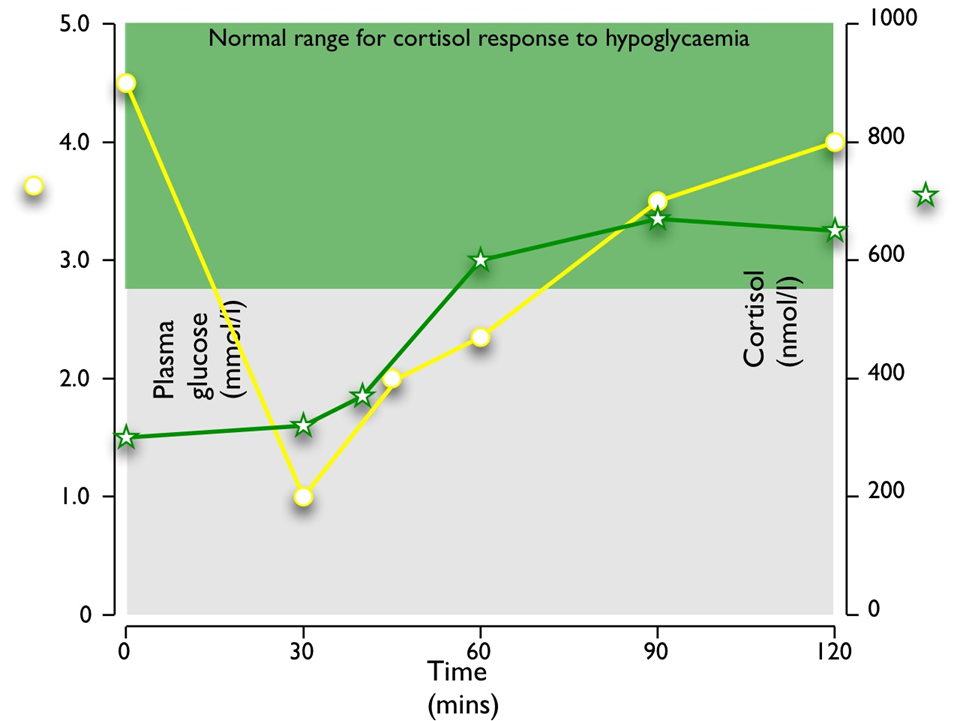 Normal range for cortisol response to hypoglycaemia
5.0
4.0
3.0
2.0
1.0
0
Plasma
glucose
(mmol/l)
1000
800
600
400
200
0
Cortisol
(nmol/l)
0 30 60 90 120
Time
(mins)